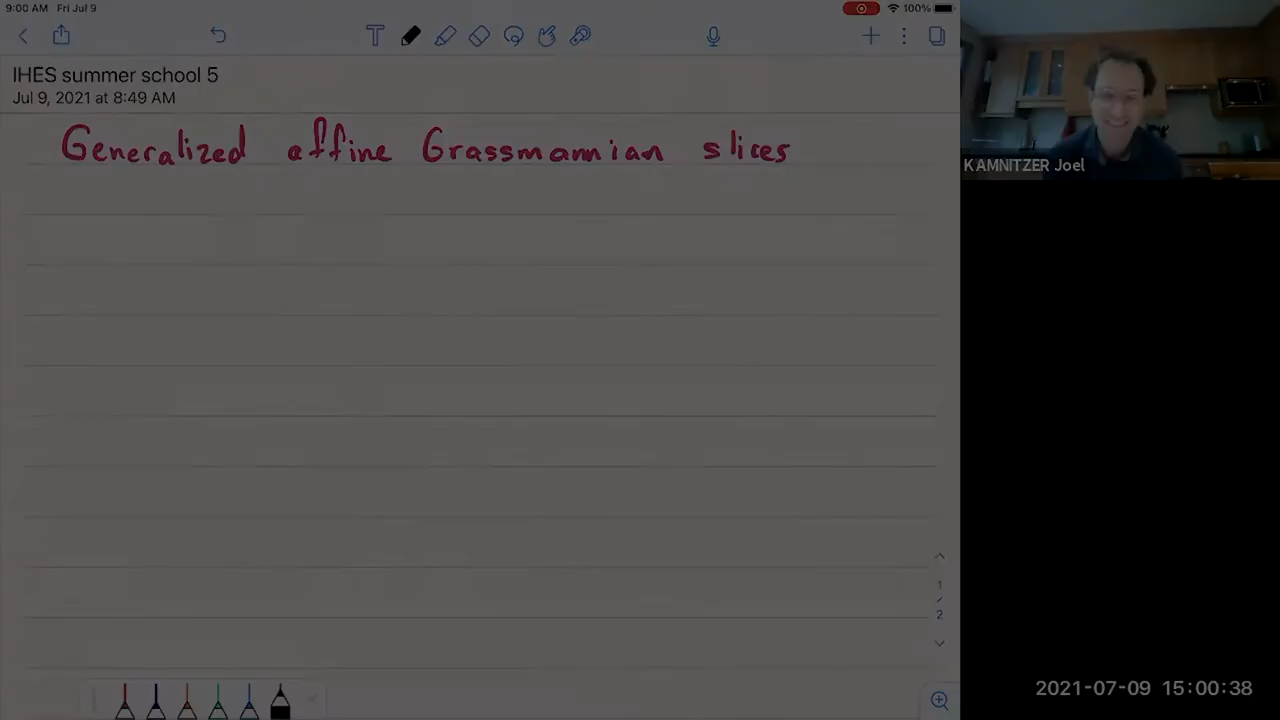 9:00 AM Fri Jul 9
100%
IHES summer school 5
Jul 9, 2021 at 8:49 AM
Generalized affine Grassmannian slices
KAMNITZER Joel
1
2
2021-07-09 15:00:38